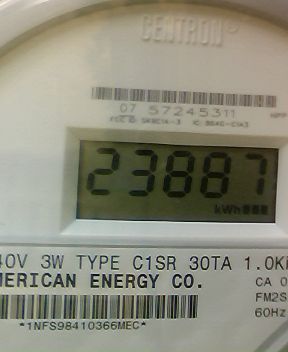 CENTRON
07 57245311
23887
kWh
40V 3W TYPE C1SR 30TA 1.0K
MERICAN ENERGY CO.
CA 0
FM2S
60Hz
*1NFS98410366MEC*